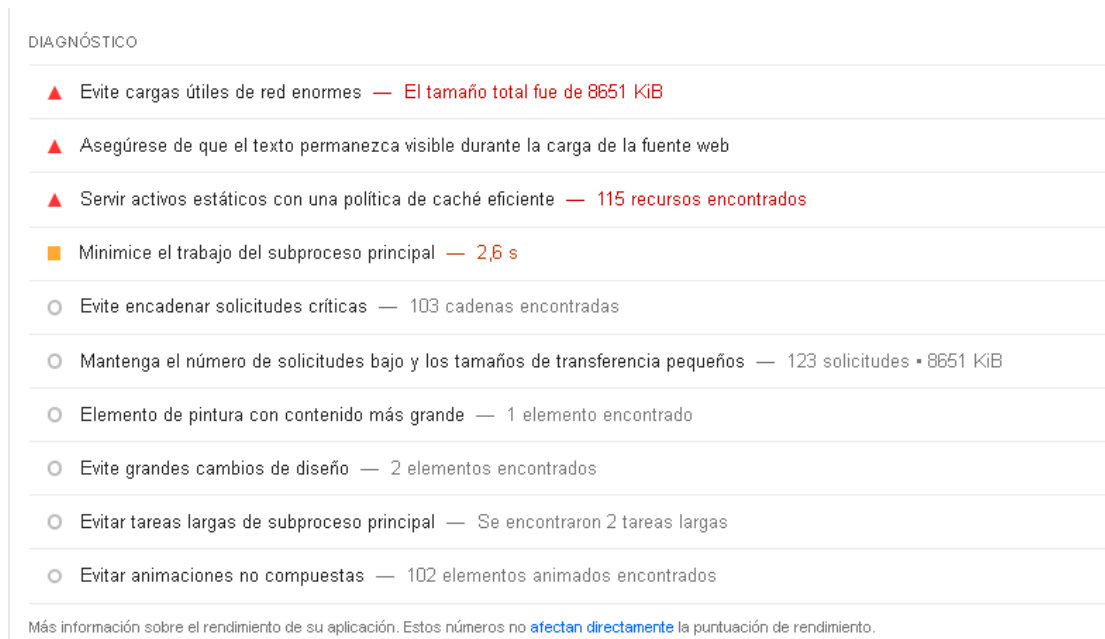 DIAGNÓSTICO
Evite cargas útiles de red enormes — El tamaño total fue de 8651 KiB
Asegúrese de que el texto permanezca visible durante la carga de la fuente web
Servir activos estáticos con una política de caché eficiente — 115 recursos encontrados
Minimice el trabajo del subproceso principal — 2,6 s
Evite encadenar solicitudes críticas — 103 cadenas encontradas
Mantenga el número de solicitudes bajo y los tamaños de transferencia pequeños — 123 solicitudes • 8651 KiB
Elemento de pintura con contenido más grande — 1 elemento encontrado
Evite grandes cambios de diseño — 2 elementos encontrados
Evitar tareas largas de subproceso principal — Se encontraron 2 tareas largas
Evitar animaciones no compuestas — 102 elementos animados encontrados
Más información sobre el rendimiento de su aplicación. Estos números no afectan directamente la puntuación de rendimiento.